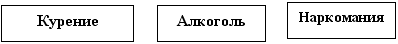 Курение
Алкоголь
Наркомания